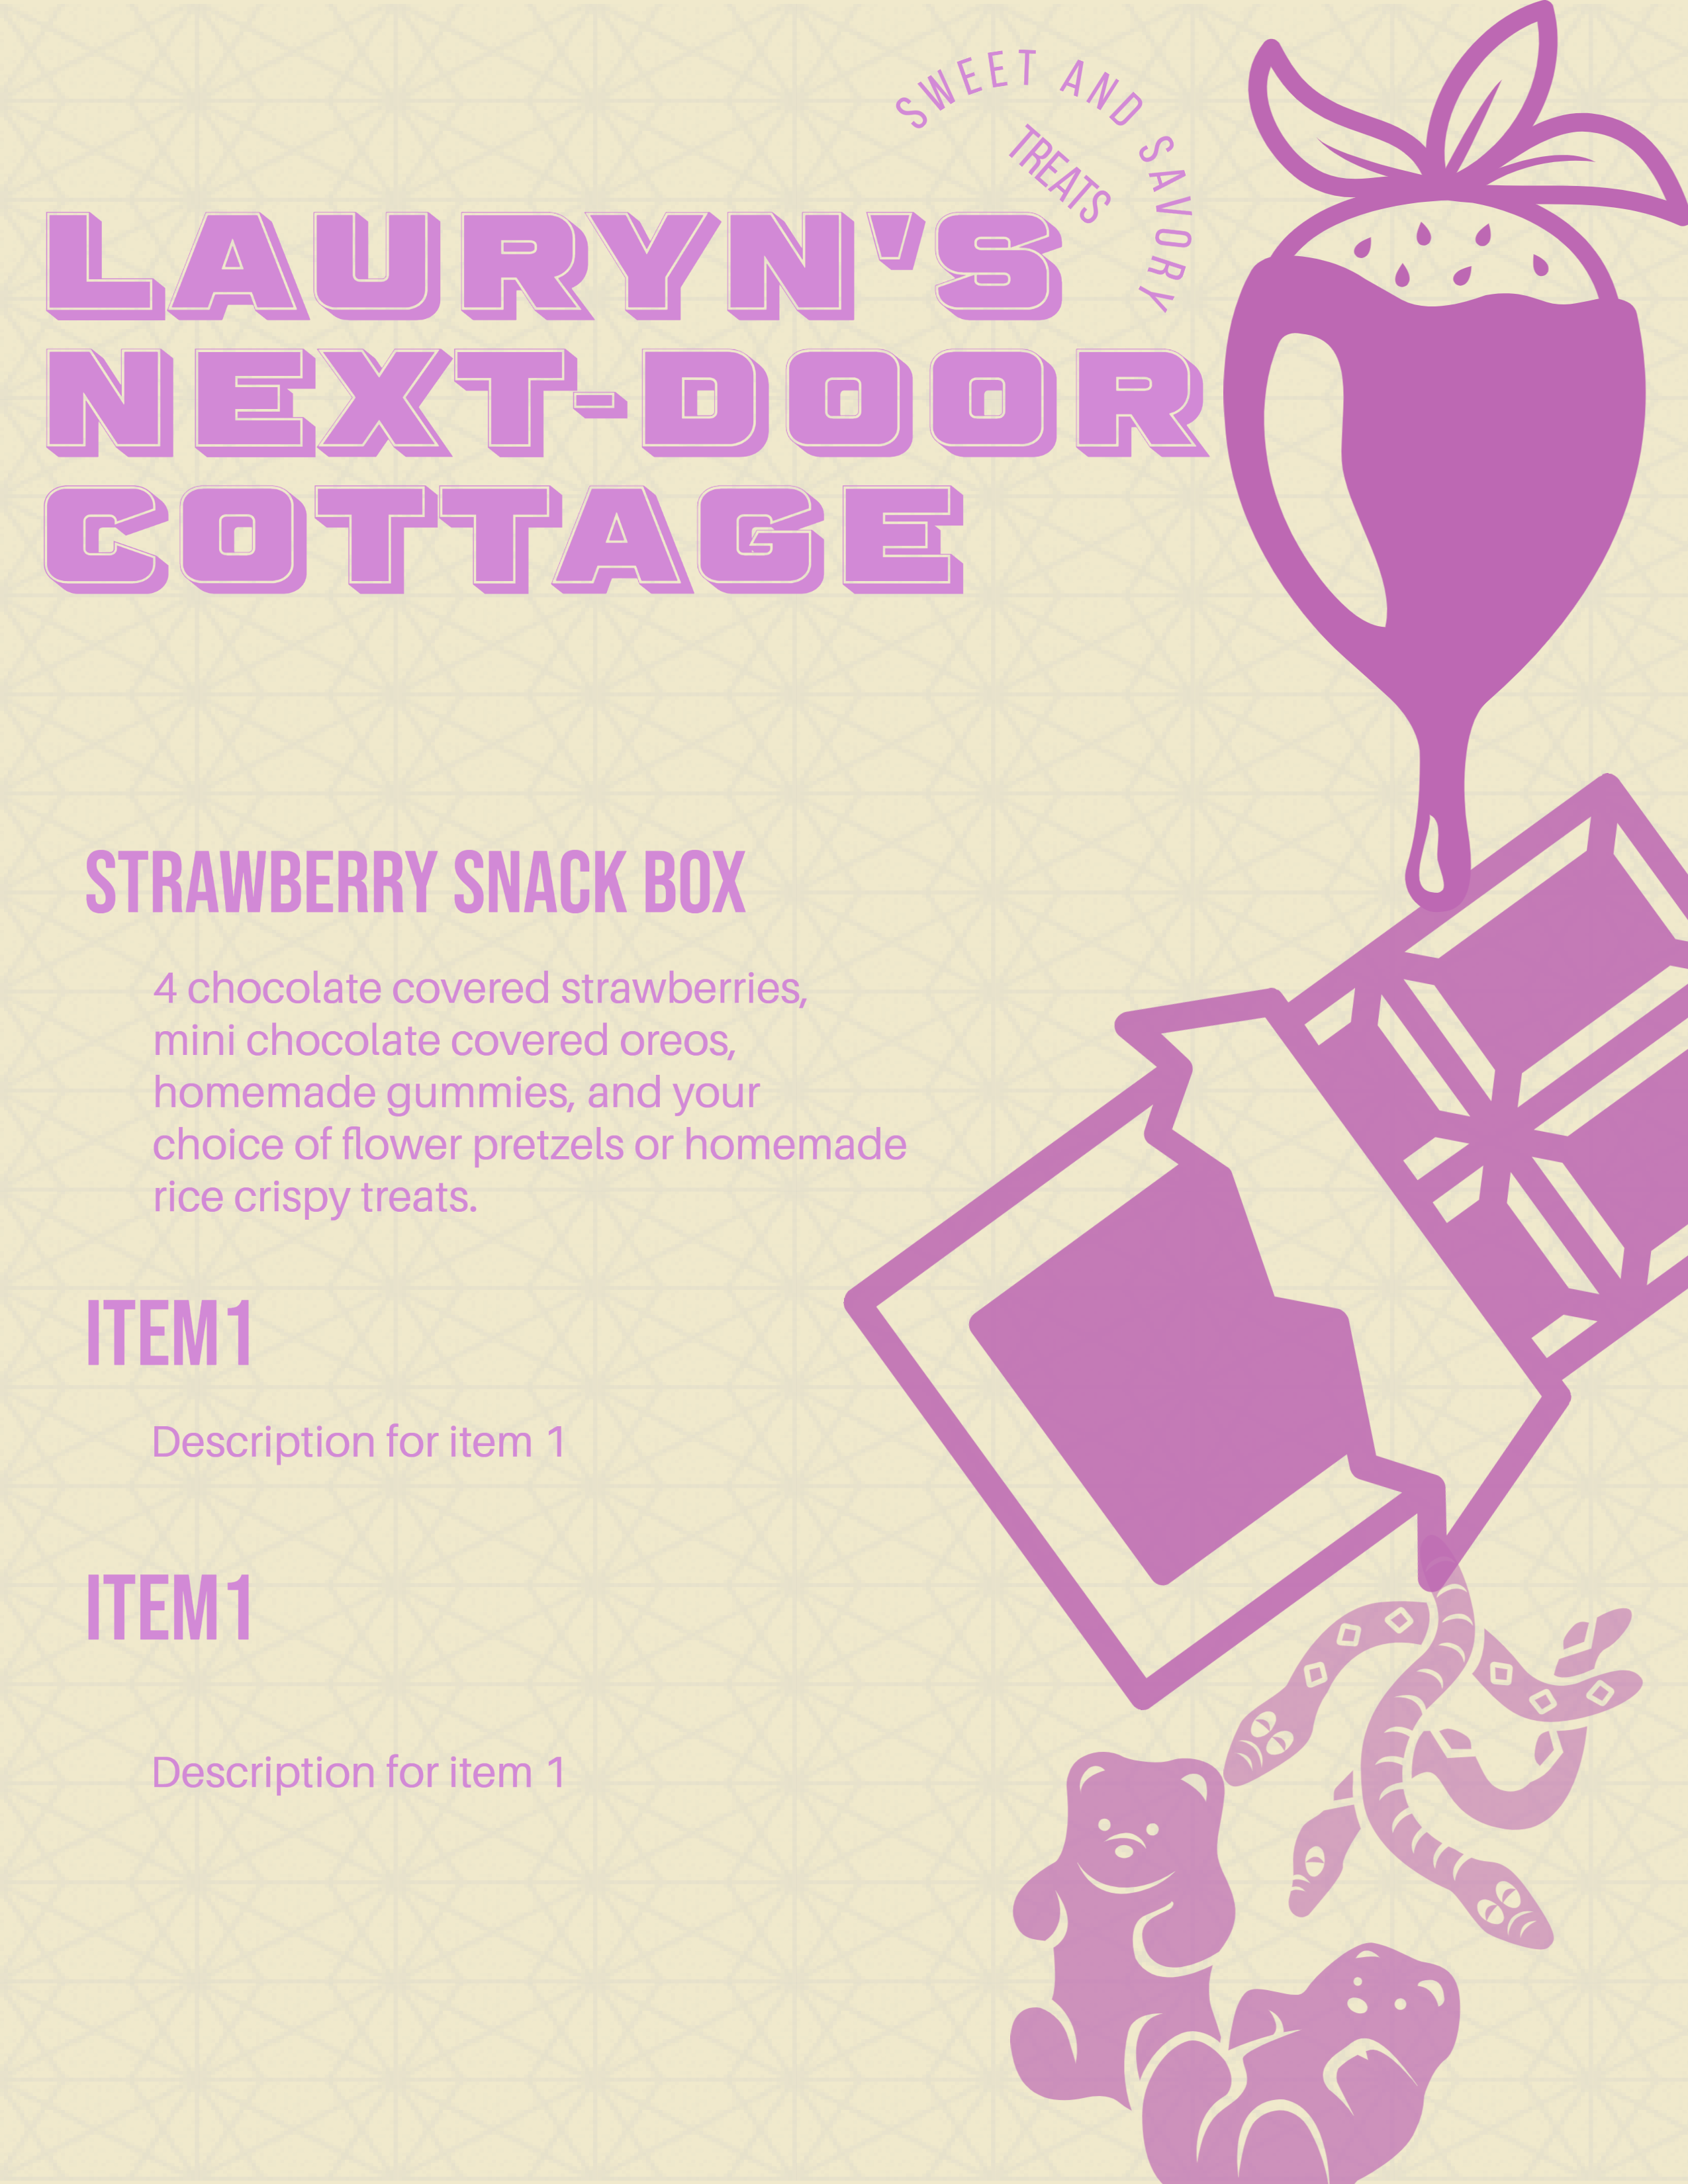 SWEET AND SAVORY
TREATS
LAURYN'S
NEXT-DOOR
COTTAGE
STRAWBERRY SNACK BOX
4 chocolate covered strawberries,
mini chocolate covered oreos,
homemade gummies, and your
choice of flower pretzels or homemade
rice crispy treats.
ITEM1
Description for item 1
ITEM1
Description for item 1